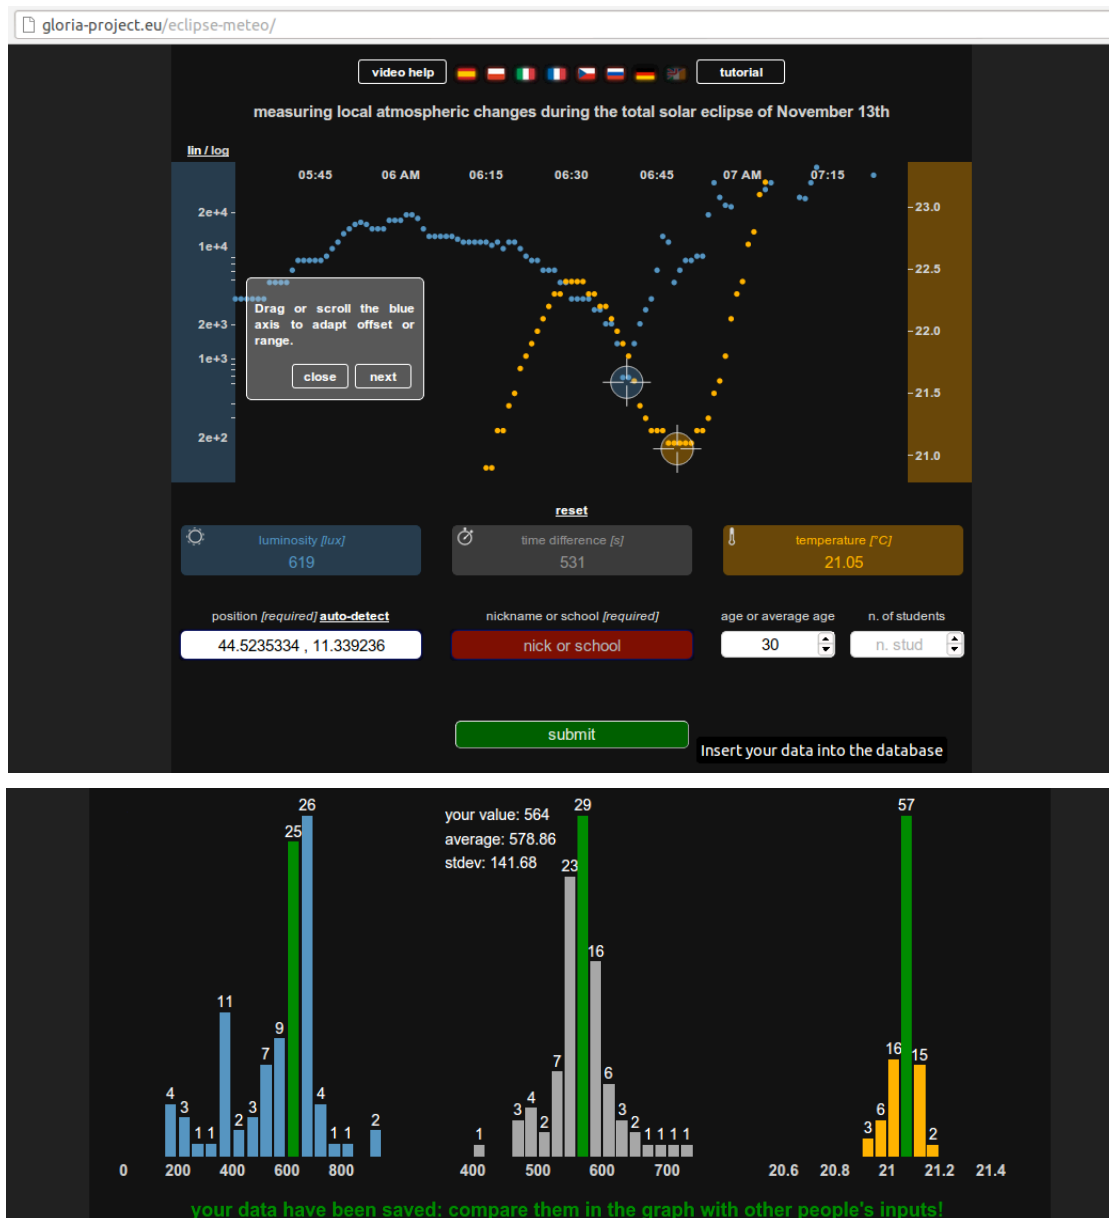 gloria-project.eu/eclipse-meteo/
video help tutorial
measuring local atmospheric changes during the total solar eclipse of November 13th
lin / log
05:45 06 AM 06:15 06:30 06:45 07 AM 07:15
2e+4
1e+4
2e+3
1e+3
2e+2
23.0
22.5
22.0
21.5
21.0
Drag or scroll the blue
axis to adapt offset or
range.
close next
reset
luminosity [lux] time difference [s] temperature [°C]
619 531 21.05
position [required] auto-detect nickname or school [required] age or average age n. of students
44.5235334 , 11.339236 nick or school 30 n. stud
submit
Insert your data into the database
your value: 564
average: 578.86
stdev: 141.68
4 3 1 1 11 2 3 7 9 25 26 4 1 1 2
1 3 4 2 7 23 29 16 6 3 2 1 1 1 1
3 6 16 57 15 2
0 200 400 600 800 400 500 600 700 20.6 20.8 21 21.2 21.4
your data have been saved: compare them in the graph with other people's inputs!